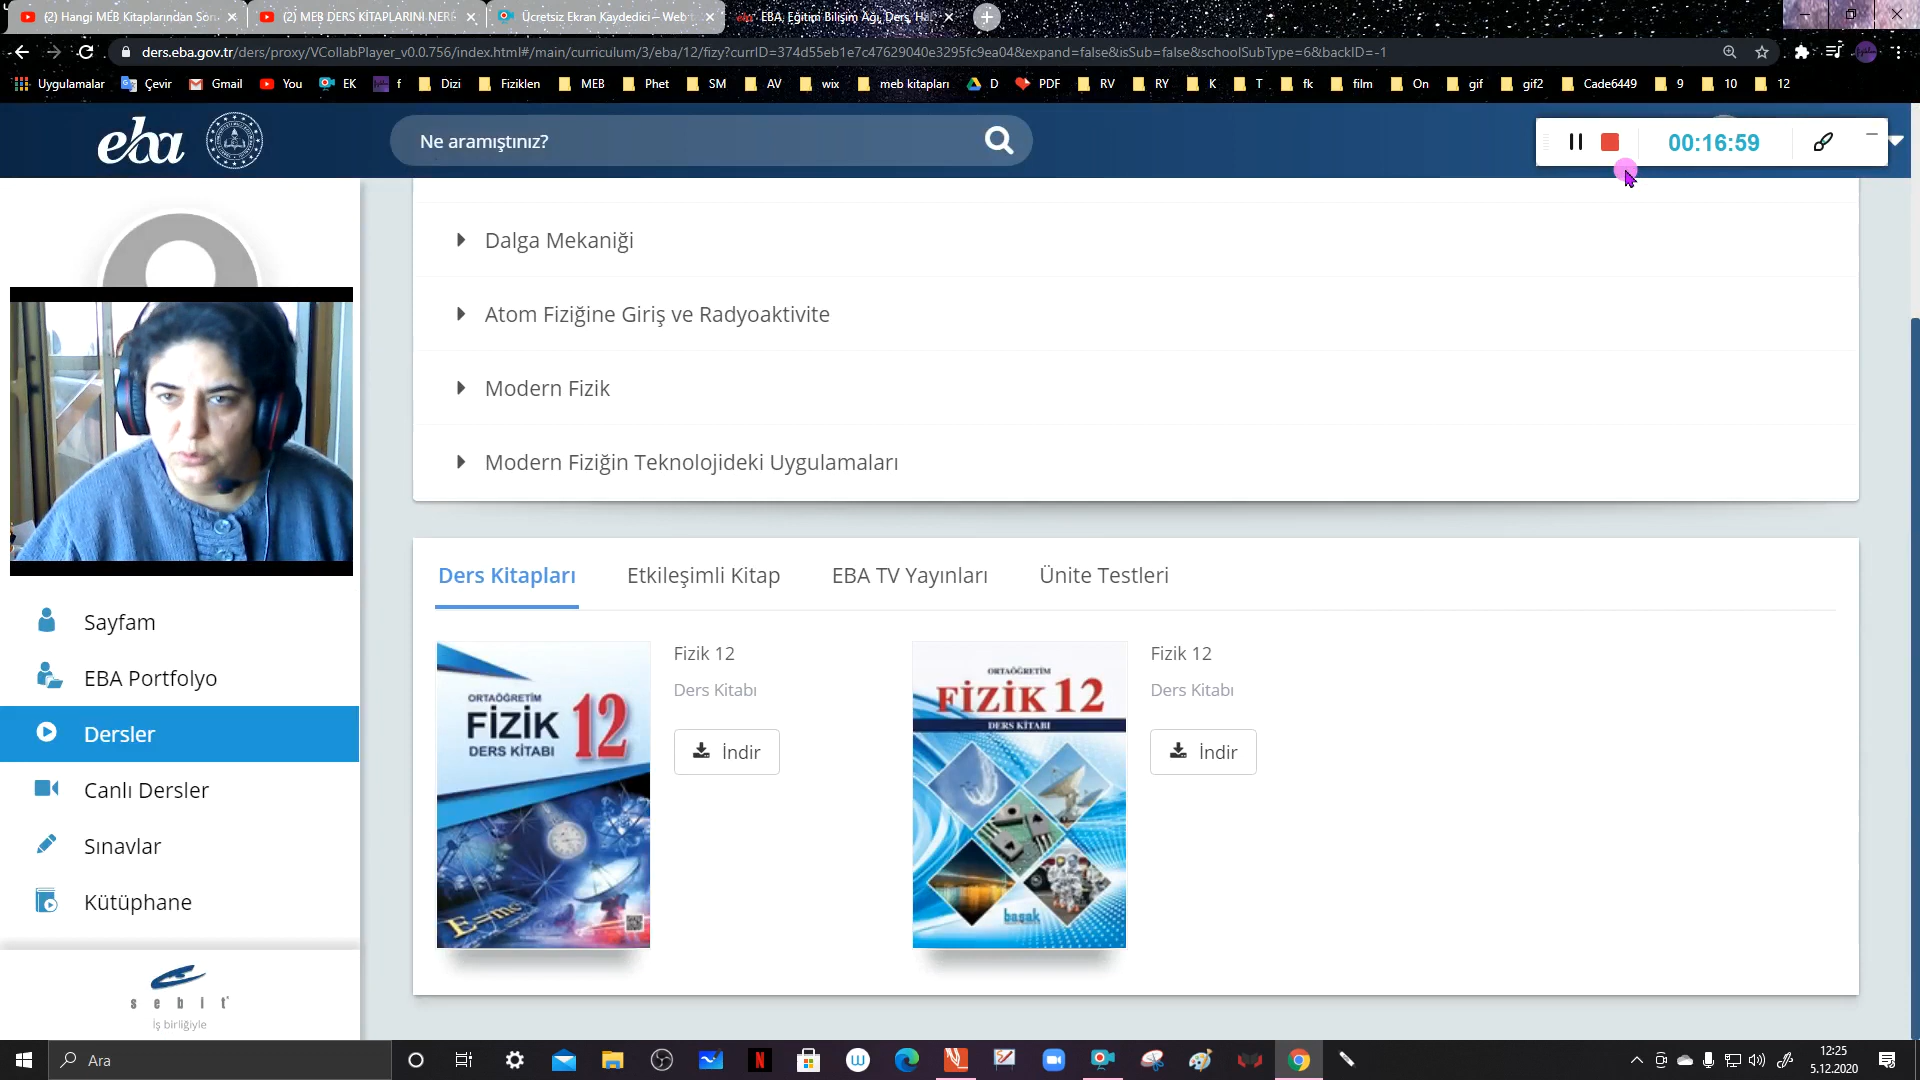 (2) Hangi MEB Kitaplarından Son
(2) MEB DERS KİTAPLARINI NERE
Ücretsiz Ekran Kaydedici – Web t
EBA, Eğitim Bilişim Ağı, Ders, Ha
ders.eba.gov.tr/ders/proxy/VCollabPlayer_v0.0.756/index.html#/main/curriculum/3/eba/12/fizy?currID=374d55eb1e7c47629040e3295fc9ea04&expand=false&isSub=false&schoolSubType=6&backID=-1
Uygulamalar Çevir Gmail You EK f Dizi Fiziklen MEB Phet SM AV wix meb kitapları D PDF RV RY K T fk film On gif gif2 Cade6449 9 10 12
eba
Ne aramıştınız?
00:16:59
Dalga Mekaniği
Atom Fiziğine Giriş ve Radyoaktivite
Modern Fizik
Modern Fiziğin Teknolojideki Uygulamaları
Ders Kitapları Etkileşimli Kitap EBA TV Yayınları Ünite Testleri
ORTAÖĞRETİM
FİZİK 12
DERS KİTABI
E=mc
Fizik 12
Ders Kitabı
İndir
ORTAÖĞRETİM
FİZİK 12
DERS KİTABI
başak
Fizik 12
Ders Kitabı
İndir
Sayfam
EBA Portfolyo
Dersler
Canlı Dersler
Sınavlar
Kütüphane
sebit
İş birliğiyle
Ara
12:25
5.12.2020